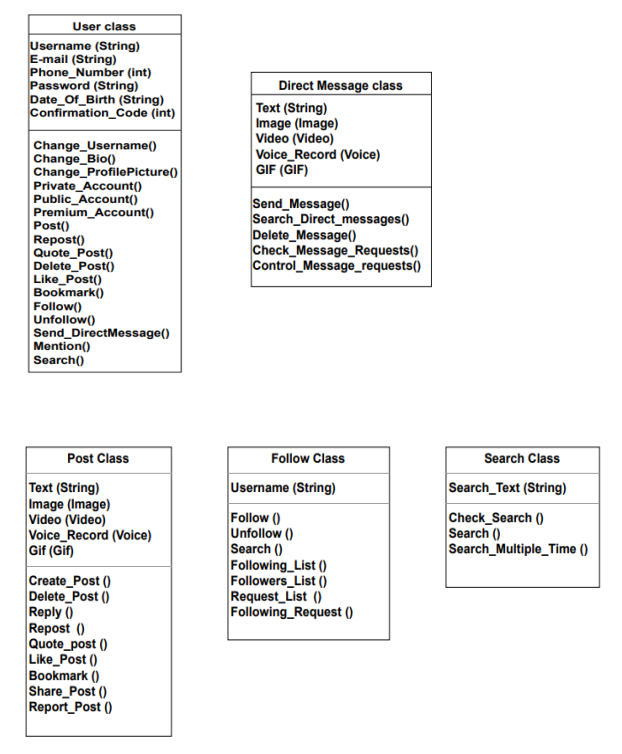 User class
Username (String)
E-mail (String)
Phone_Number (int)
Password (String)
Date_Of_Birth (String)
Confirmation_Code (int)
Change_Username()
Change_Bio()
Change_ProfilePicture()
Private_Account()
Public_Account()
Premium_Account()
Post()
Repost()
Quote_Post()
Delete_Post()
Like_Post()
Bookmark()
Follow()
Unfollow()
Send_DirectMessage()
Mention()
Search()
Direct Message class
Text (String)
Image (Image)
Video (Video)
Voice_Record (Voice)
GIF (GIF)
Send_Message()
Search_Direct_messages()
Delete_Message()
Check_Message_Requests()
Control_Message_requests()
Post Class
Text (String)
Image (Image)
Video (Video)
Voice_Record (Voice)
Gif (Gif)
Create_Post ()
Delete_Post ()
Reply ()
Repost  ()
Quote_post ()
Like_Post ()
Bookmark ()
Share_Post ()
Report_Post ()
Follow Class
Username (String)
Follow ()
Unfollow ()
Search ()
Following_List ()
Followers_List ()
Request_List  ()
Following_Request ()
Search Class
Search_Text (String)
Check_Search ()
Search ()
Search_Multiple_Time ()